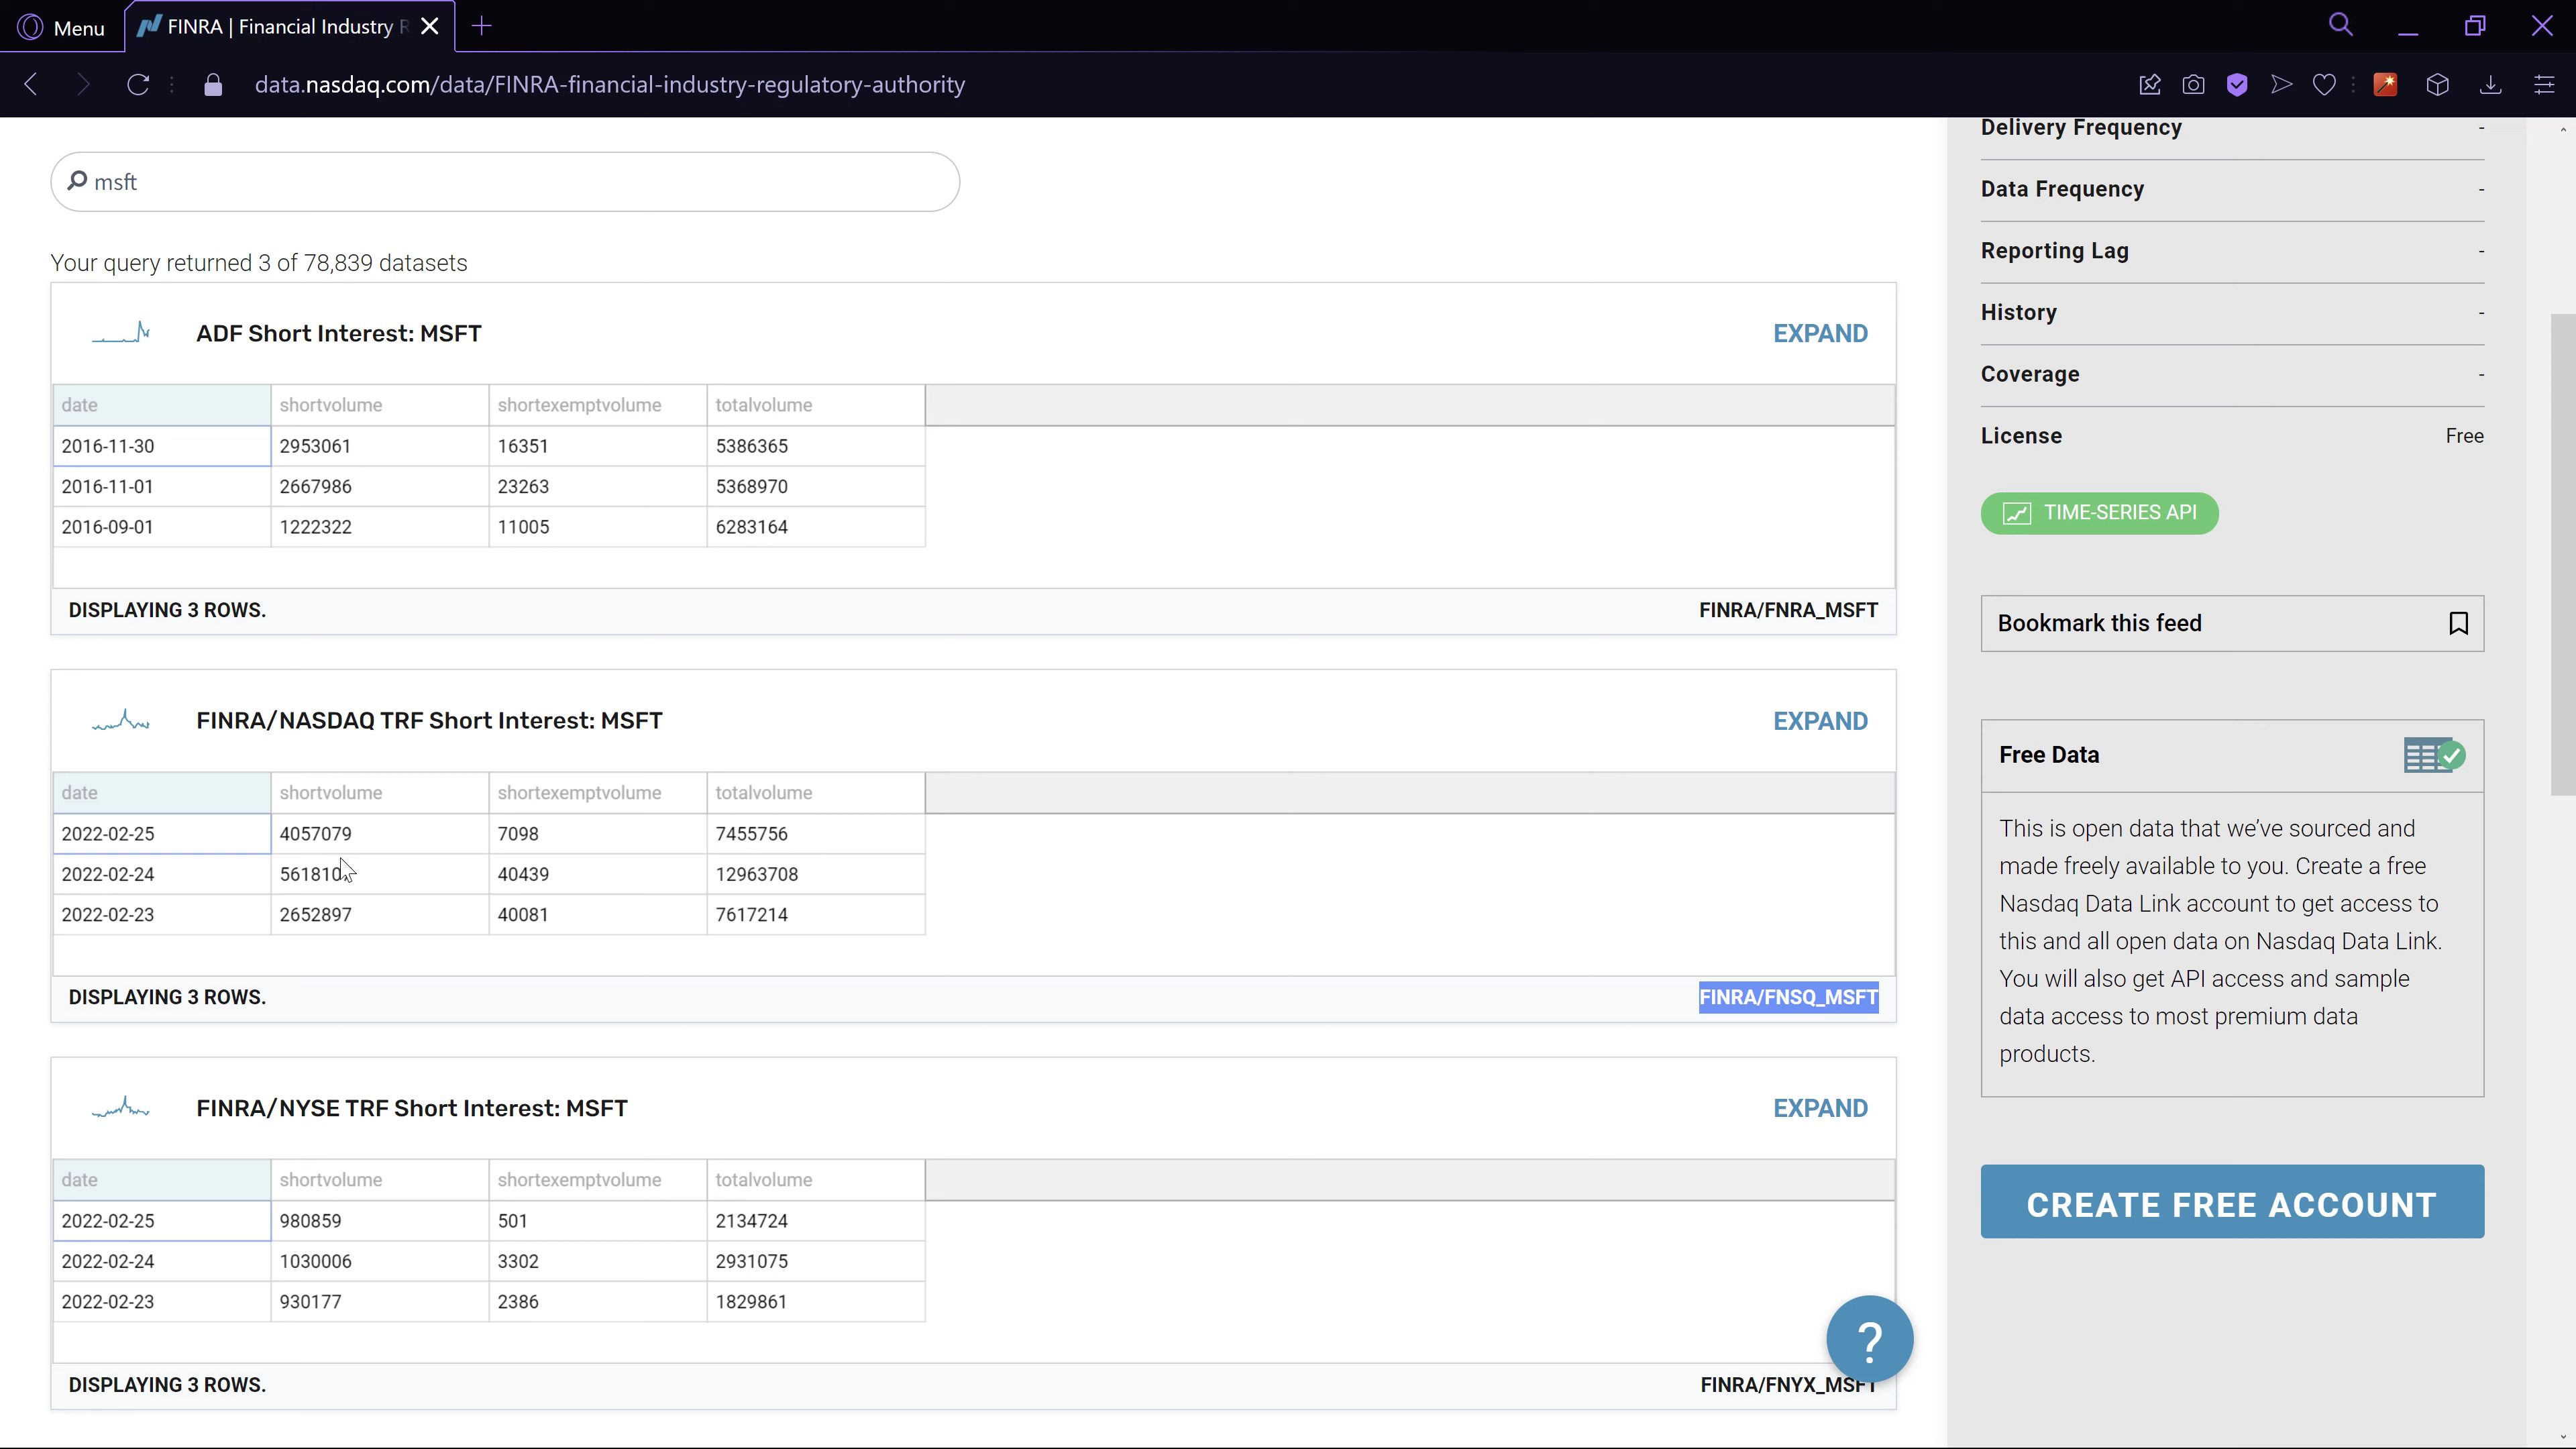 Menu
FINRA | Financial Industry R
data.nasdaq.com/data/FINRA-financial-industry-regulatory-authority
msft
Your query returned 3 of 78,839 datasets
ADF Short Interest: MSFT
EXPAND
date shortvolume shortexemptvolume totalvolume
2016-11-30 2953061 16351 5386365
2016-11-01 2667986 23263 5368970
2016-09-01 1222322 11005 6283164
DISPLAYING 3 ROWS.
FINRA/FNRA_MSFT
FINRA/NASDAQ TRF Short Interest: MSFT
EXPAND
date shortvolume shortexemptvolume totalvolume
2022-02-25 4057079 7098 7455756
2022-02-24 40439 12963708
2022-02-23 2652897 40081 7617214
DISPLAYING 3 ROWS.
FINRA/FNSQ_MSFT
FINRA/NYSE TRF Short Interest: MSFT
EXPAND
date shortvolume shortexemptvolume totalvolume
2022-02-25 980859 501 2134724
2022-02-24 1030006 3302 2931075
2022-02-23 930177 2386 1829861
DISPLAYING 3 ROWS.
FINRA/FNYX_MSFT
?
Delivery Frequency -
Data Frequency -
Reporting Lag -
History -
Coverage -
License Free
TIME-SERIES API
Bookmark this feed
Free Data
This is open data that we've sourced and
made freely available to you. Create a free
Nasdaq Data Link account to get access to
this and all open data on Nasdaq Data Link.
You will also get API access and sample
data access to most premium data
products.
CREATE FREE ACCOUNT